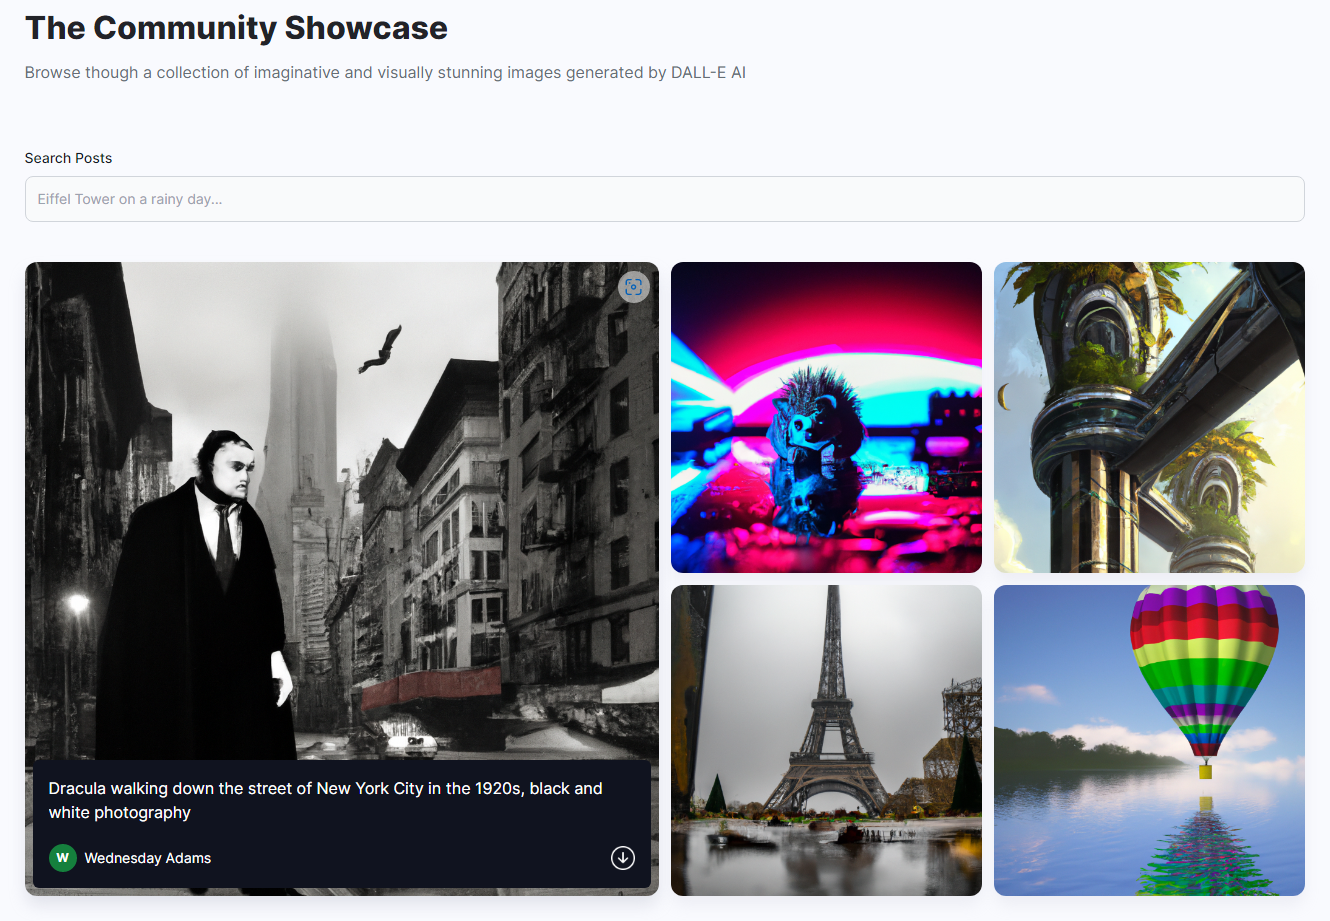 The Community Showcase
Browse though a collection of imaginative and visually stunning images generated by DALL-E AI
Search Posts
Eiffel Tower on a rainy day...
Dracula walking down the street of New York City in the 1920s, black and
white photography
W Wednesday Adams